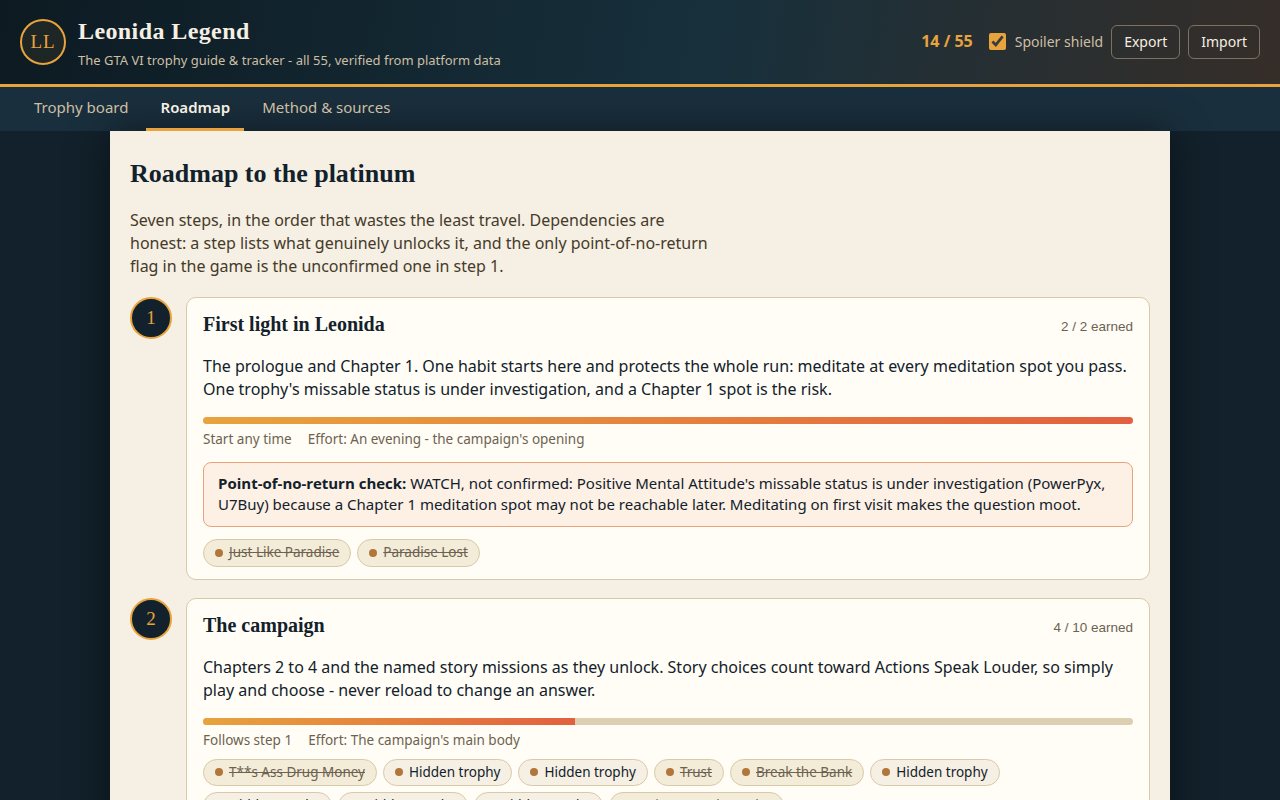 LL
Leonida Legend
The GTA VI trophy guide & tracker - all 55, verified from platform data
14 / 55
Spoiler shield
Export
Import
Trophy board
Roadmap
Method & sources
Roadmap to the platinum
Seven steps, in the order that wastes the least travel. Dependencies are
honest: a step lists what genuinely unlocks it, and the only point-of-no-return
flag in the game is the unconfirmed one in step 1.
1
First light in Leonida
2 / 2 earned
The prologue and Chapter 1. One habit starts here and protects the whole run: meditate at every meditation spot you pass.
One trophy's missable status is under investigation, and a Chapter 1 spot is the risk.
Start any time Effort: An evening - the campaign's opening
Point-of-no-return check: WATCH, not confirmed: Positive Mental Attitude's missable status is under investigation (PowerPyx,
U7Buy) because a Chapter 1 meditation spot may not be reachable later. Meditating on first visit makes the question moot.
Just Like Paradise
Paradise Lost
2
The campaign
4 / 10 earned
Chapters 2 to 4 and the named story missions as they unlock. Story choices count toward Actions Speak Louder, so simply
play and choose - never reload to change an answer.
Follows step 1 Effort: The campaign's main body
T**s Ass Drug Money
Hidden trophy
Hidden trophy
Trust
Break the Bank
Hidden trophy